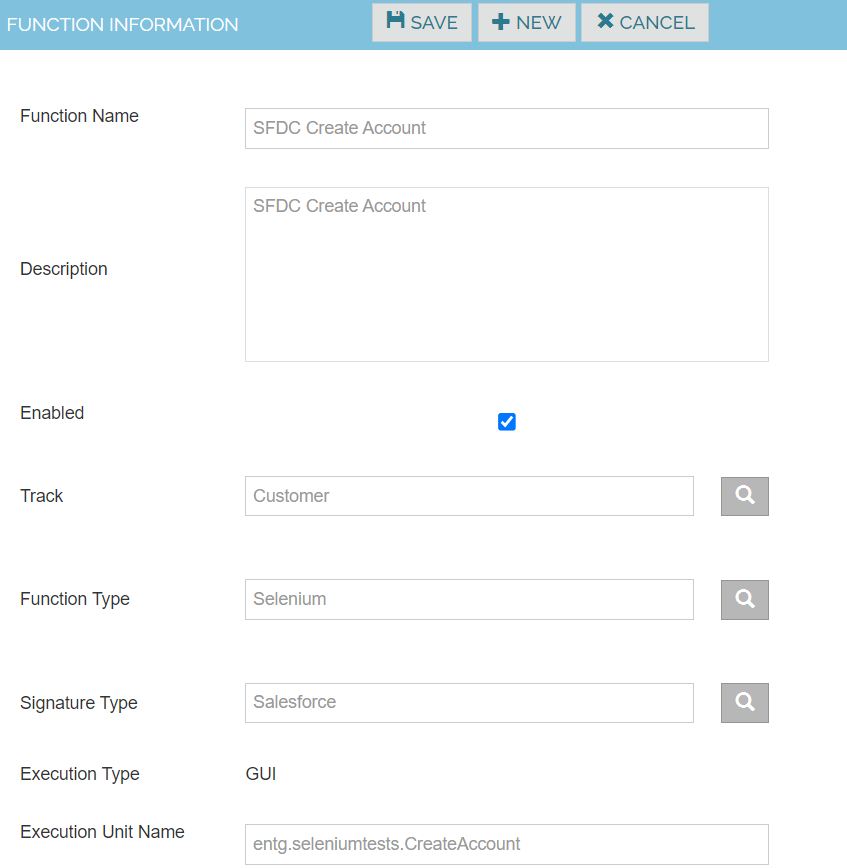 FUNCTION INFORMATION SAVE NEW CANCEL
Function Name SFDC Create Account
SFDC Create Account
Description
Enabled
Track Customer
Function Type Selenium
Signature Type Salesforce
Execution Type GUI
Execution Unit Name entg.seleniumtests.CreateAccount